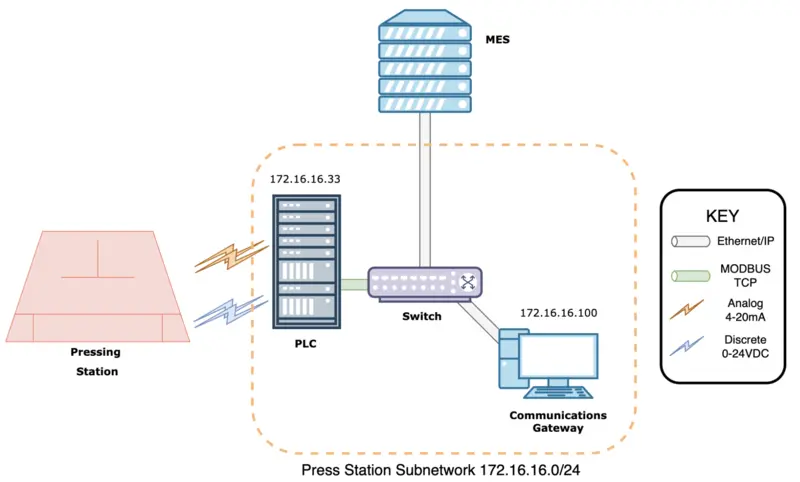 MES
172.16.16.33
KEY
Ethernet/IP
MODBUS
TCP
Analog
4-20mA
Discrete
0-24VDC
172.16.16.100
Switch
PLC
Pressing
Station
Communications
Gateway
Press Station Subnetwork 172.16.16.0/24